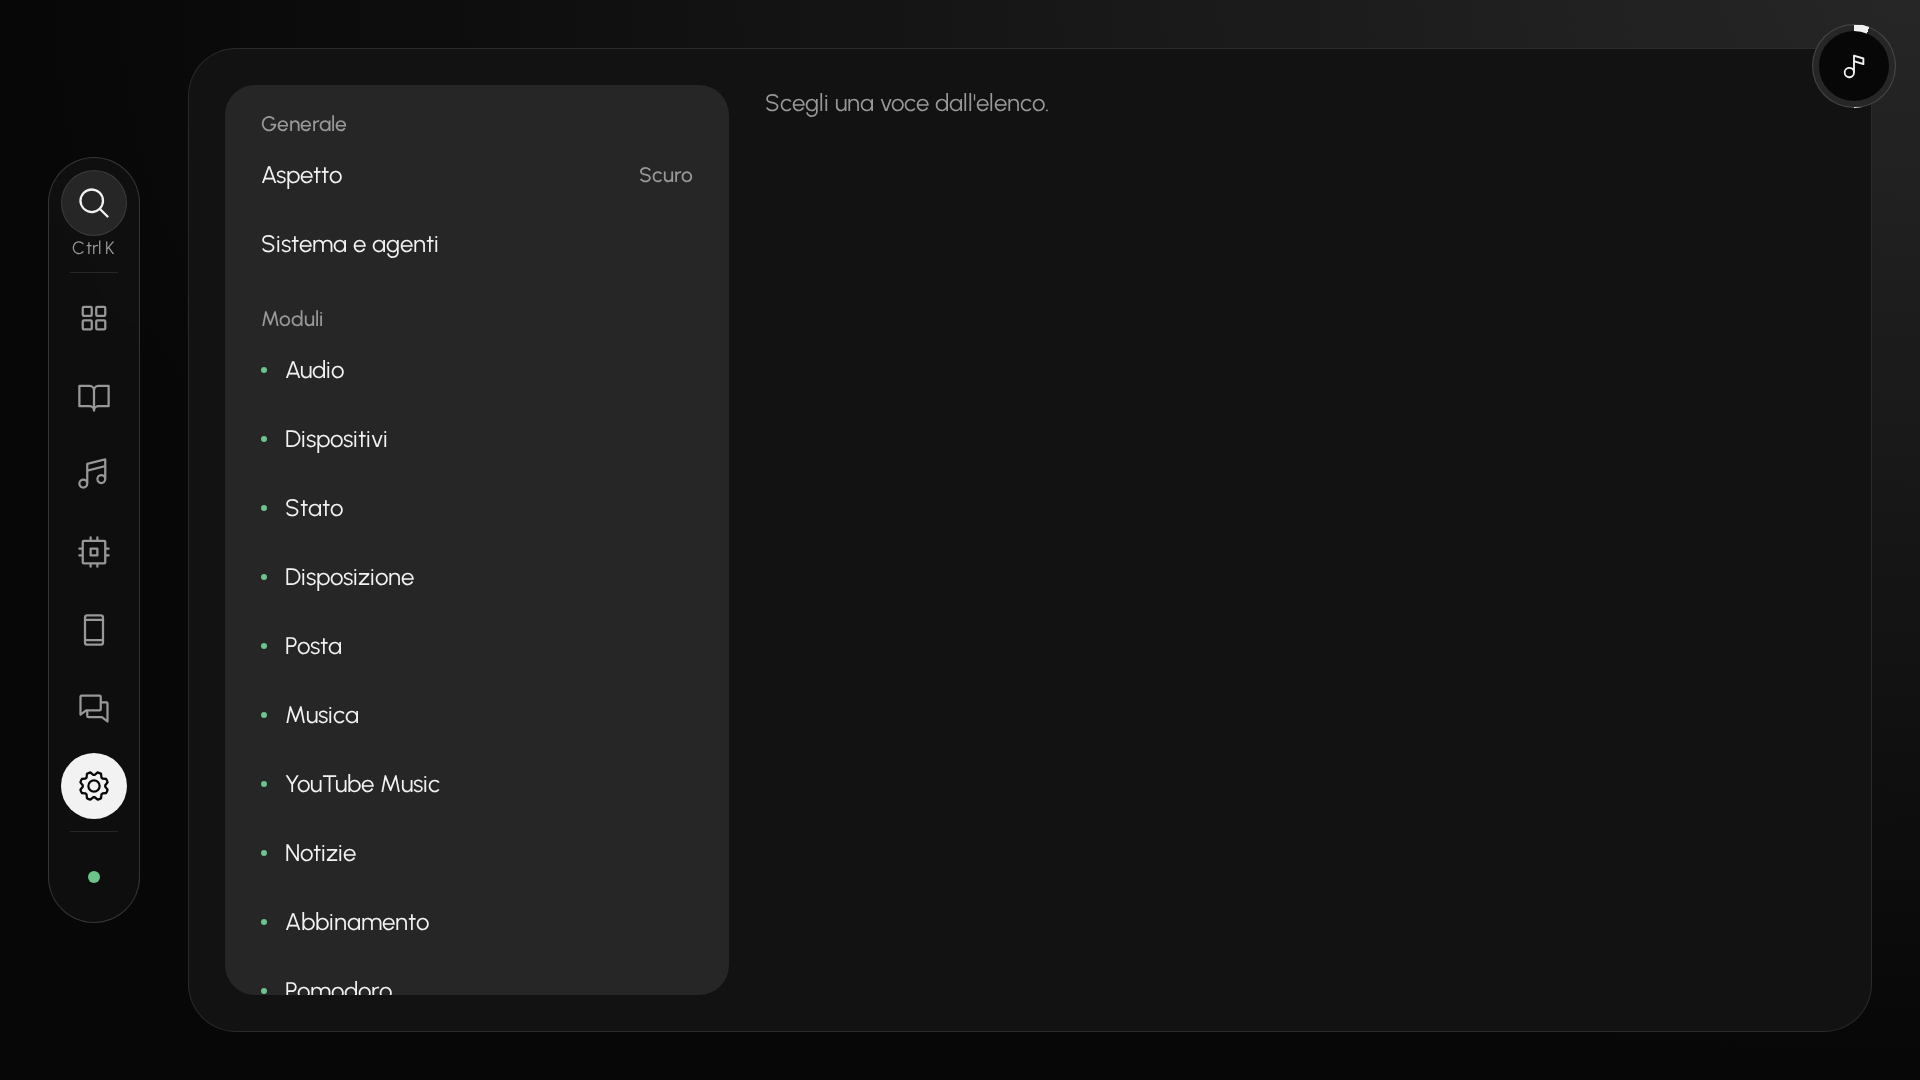 Ctrl K
Generale
Aspetto Scuro
Sistema e agenti
Moduli
Audio
Dispositivi
Stato
Disposizione
Posta
Musica
YouTube Music
Notizie
Abbinamento
Pomodoro
Scegli una voce dall'elenco.